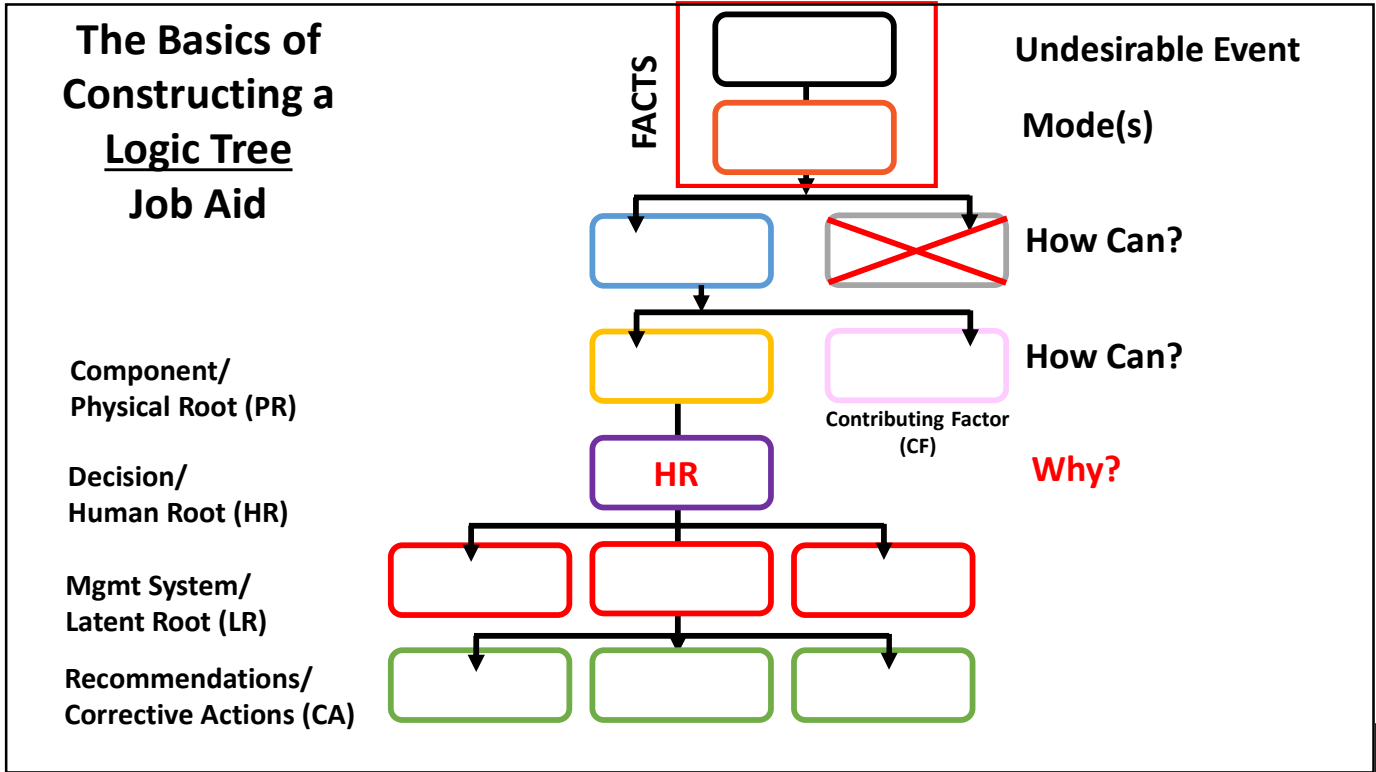 The Basics of
Constructing a
Logic Tree
Job Aid
FACTS
Undesirable Event
Mode(s)
How Can?
How Can?
Component/
Physical Root (PR)
Contributing Factor
(CF)
Decision/
Human Root (HR)
HR
Why?
Mgmt System/
Latent Root (LR)
Recommendations/
Corrective Actions (CA)